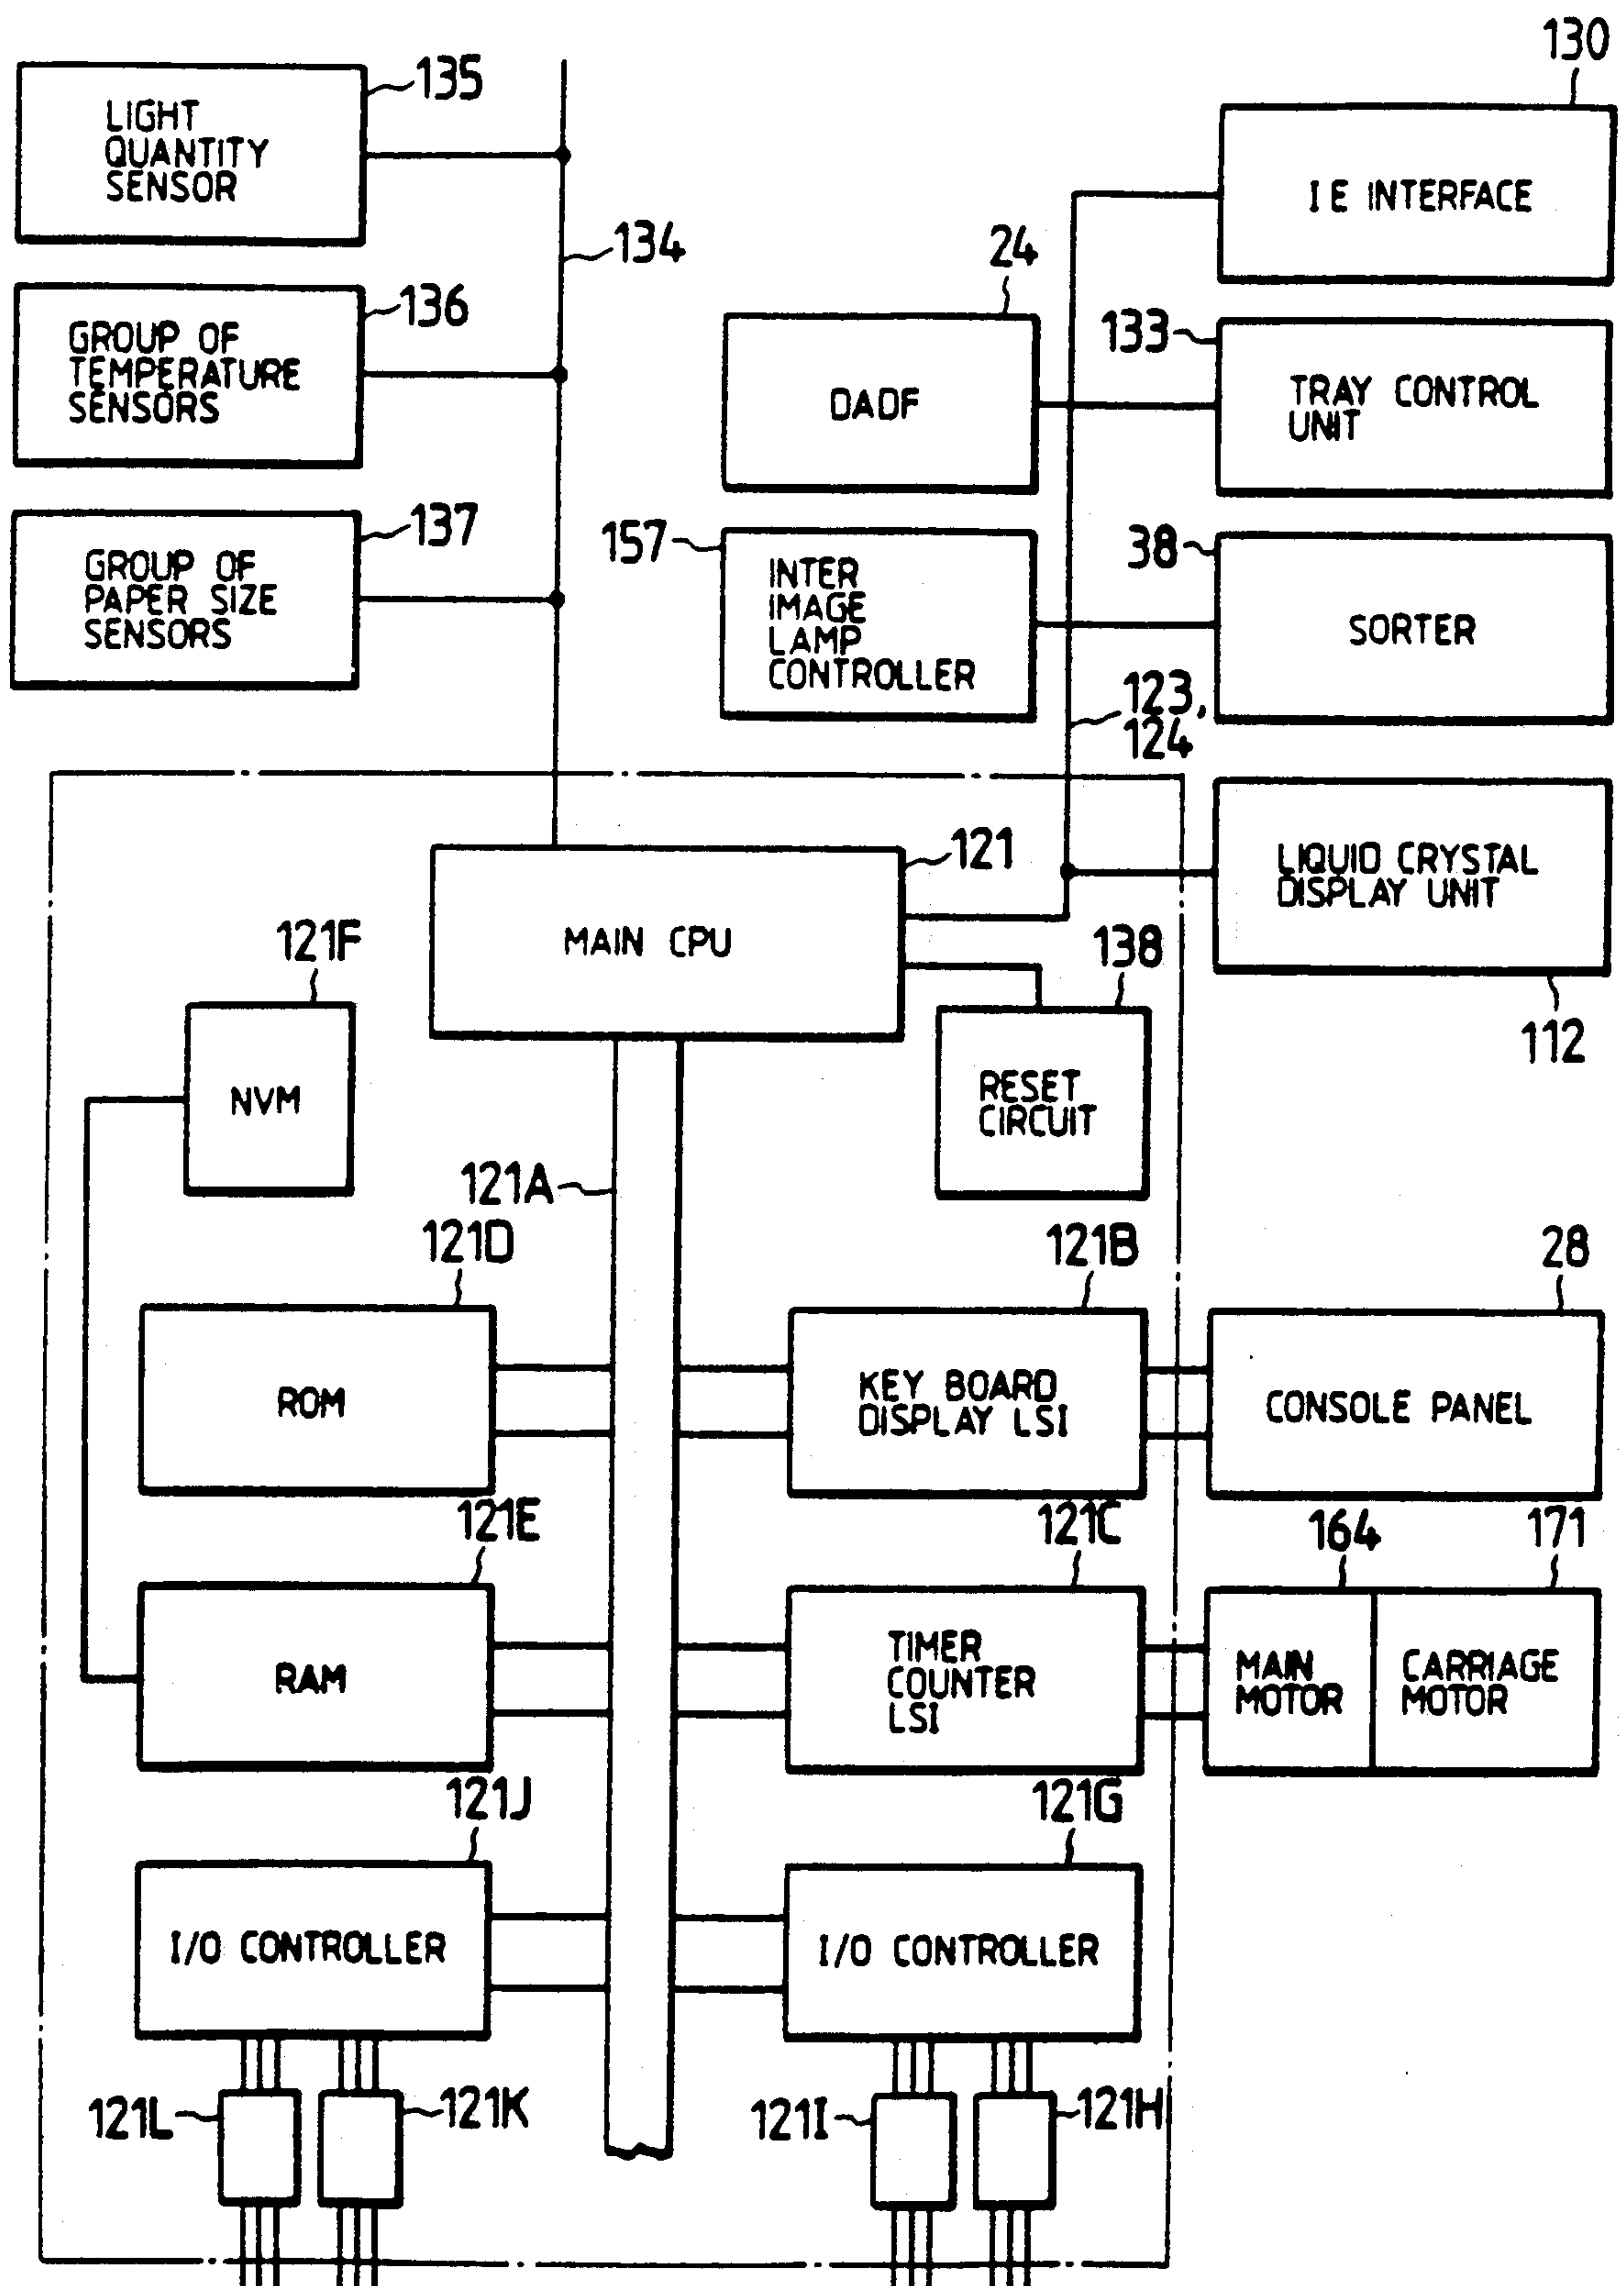 130
135
LIGHT
QUANTITY
SENSOR
I E INTERFACE
134
24
136
GROUP OF
TEMPERATURE
SENSORS
133
DADF
TRAY CONTROL
UNIT
137
GROUP OF
PAPER SIZE
SENSORS
157
INTER
IMAGE
LAMP
CONTROLLER
38
SORTER
123,
124
121
LIQUID CRYSTAL
DISPLAY UNIT
MAIN CPU
121F
138
112
NVM
RESET
CIRCUIT
121A
121D
121B
28
ROM
KEY BOARD
DISPLAY LSI
CONSOLE PANEL
121E
121C
164
171
RAM
TIMER
COUNTER
LSI
MAIN
MOTOR
CARRIAGE
MOTOR
121J
121G
I/O CONTROLLER
I/O CONTROLLER
121L
121K
121I
121H